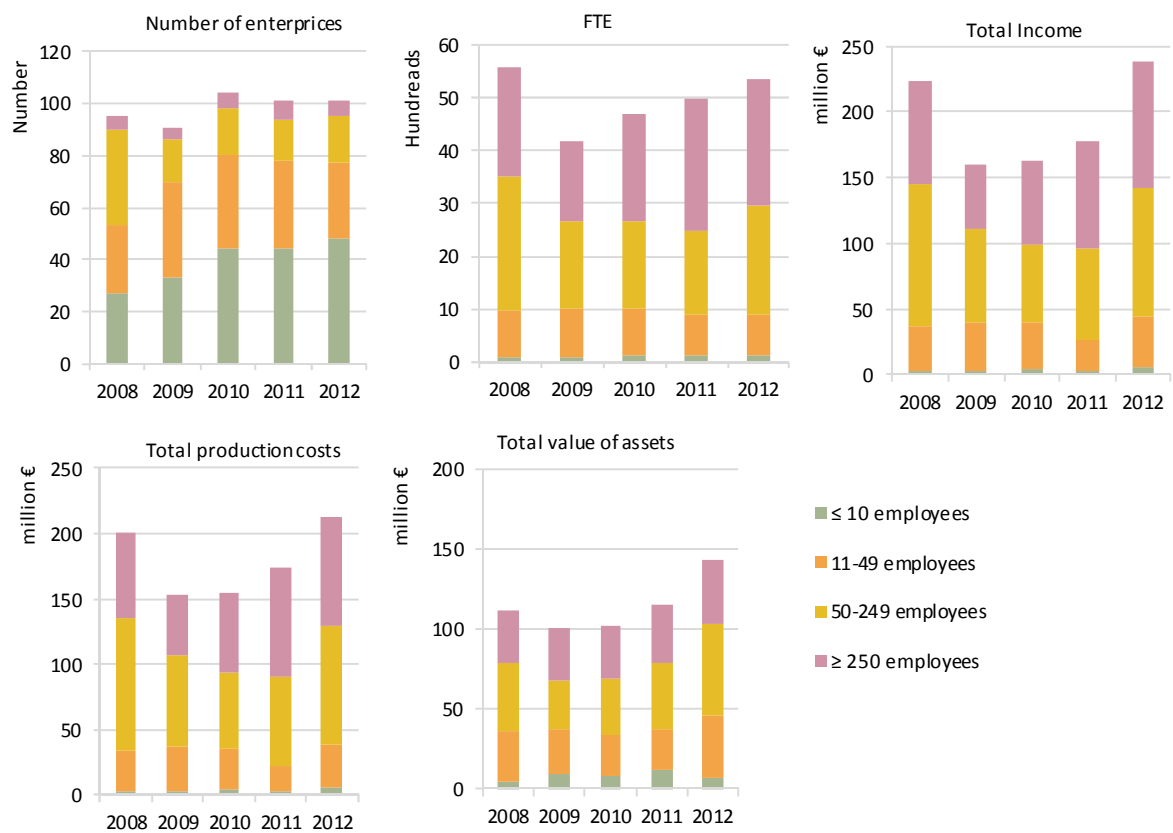 Number of enterprices
Number
120
100
80
60
40
20
0
2008 2009 2010 2011 2012
FTE
Hundreads
60
50
40
30
20
10
0
2008 2009 2010 2011 2012
Total Income
million €
250
200
150
100
50
0
2008 2009 2010 2011 2012
Total production costs
million €
250
200
150
100
50
0
2008 2009 2010 2011 2012
Total value of assets
million €
200
150
100
50
0
2008 2009 2010 2011 2012
≤ 10 employees
11-49 employees
50-249 employees
≥ 250 employees